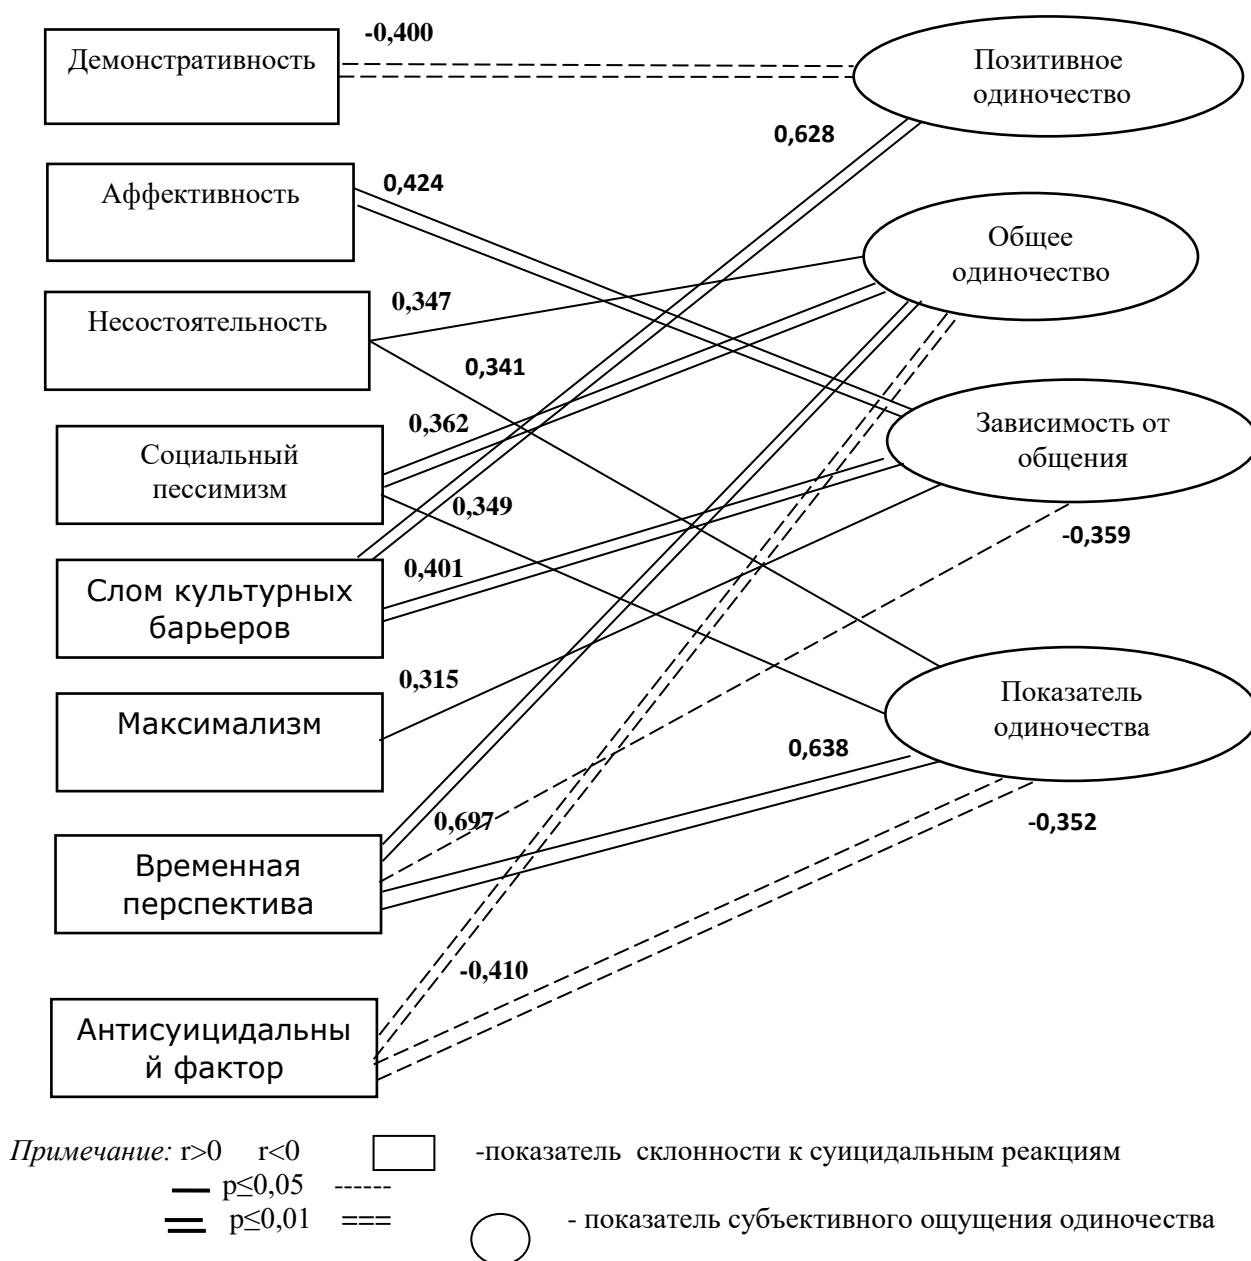 -0,400
Демонстративность
Позитивное
одиночество
0,628
Аффективность
0,424
Общее
одиночество
Несостоятельность
0,347
0,341
0,362
Зависимость от
общения
Социальный
пессимизм
0,349
-0,359
0,401
Слом культурных
барьеров
0,315
Показатель
одиночества
Максимализм
0,638
0,697
-0,352
Временная
перспектива
-0,410
Антисуицидальны
й фактор
Примечание: r>0 r<0 -показатель склонности к суицидальным реакциям
p≤0,05 ------
p≤0,01 === - показатель субъективного ощущения одиночества